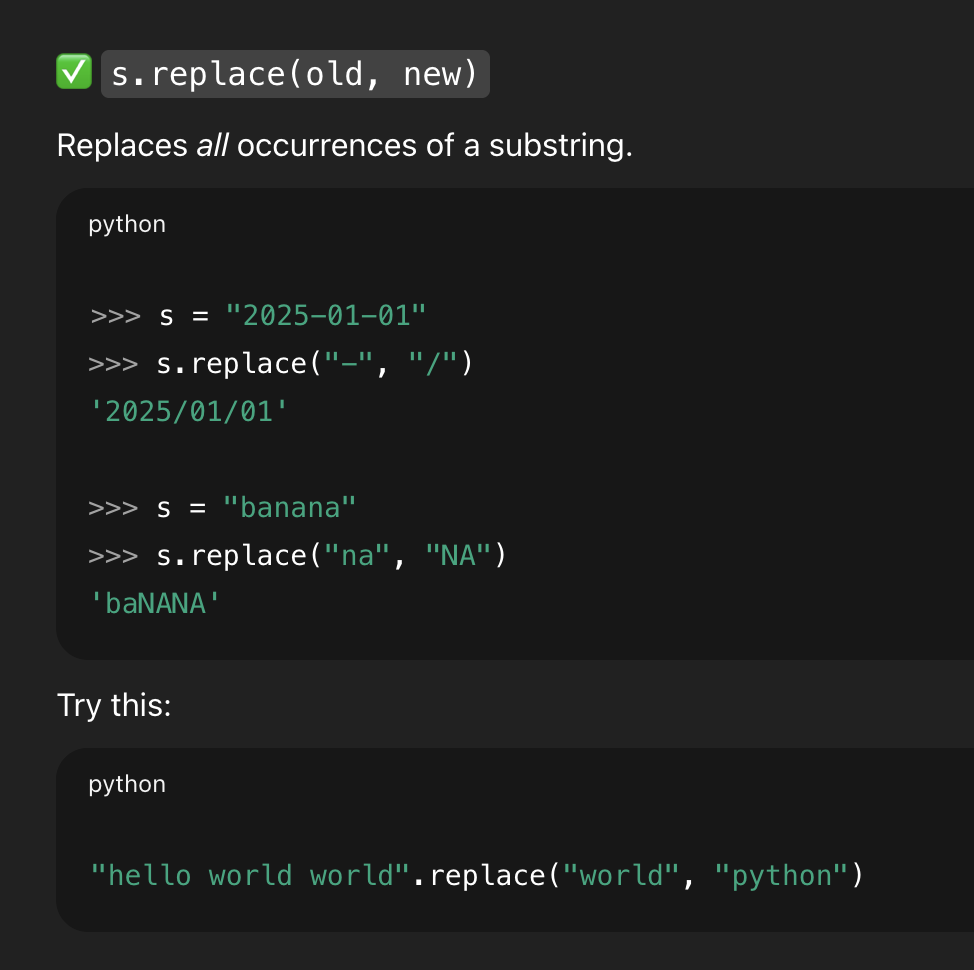 ✅ s.replace(old, new)
Replaces all occurrences of a substring.
python
>>> s = "2025-01-01"
>>> s.replace("-", "/")
'2025/01/01'
>>> s = "banana"
>>> s.replace("na", "NA")
'baNANA'
Try this:
python
"hello world world".replace("world", "python")